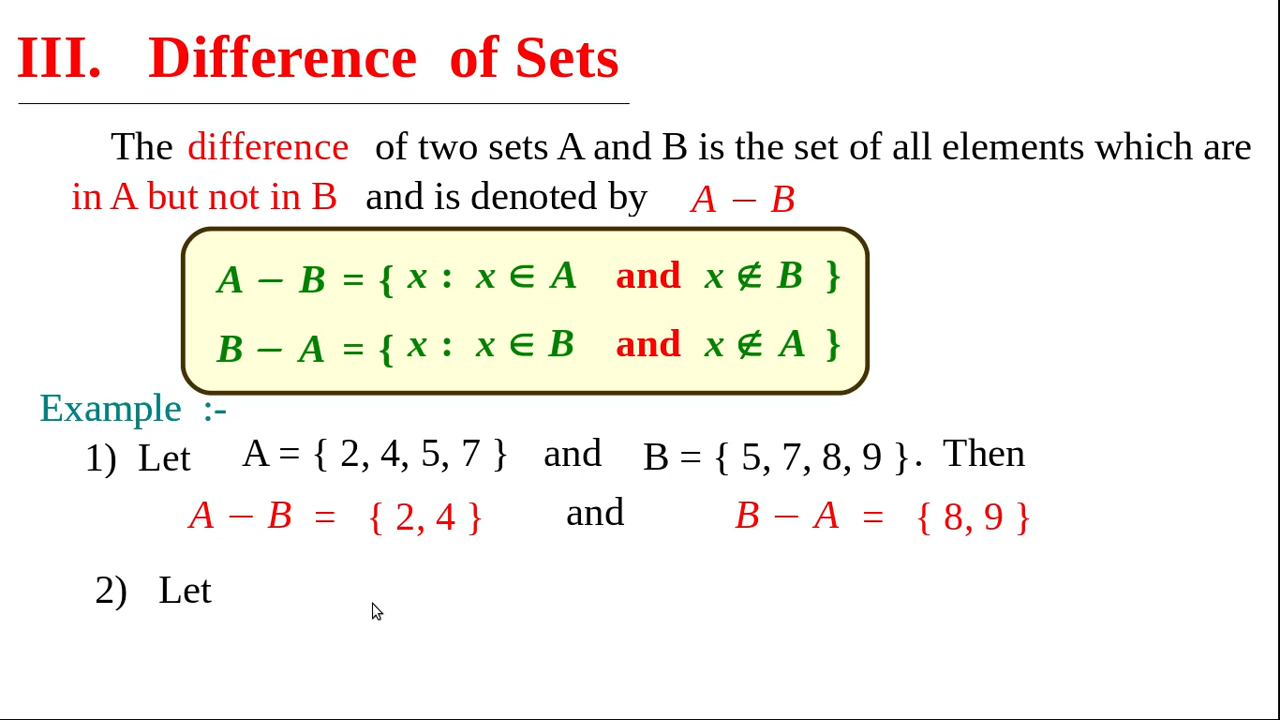 III. Difference of Sets
The difference of two sets A and B is the set of all elements which are
in A but not in B and is denoted by A − B
A − B = { x : x ∈ A and x ∉ B }
B − A = { x : x ∈ B and x ∉ A }
Example :-
1) Let A = { 2, 4, 5, 7 } and B = { 5, 7, 8, 9 } . Then
A − B = { 2, 4 } and B − A = { 8, 9 }
2) Let